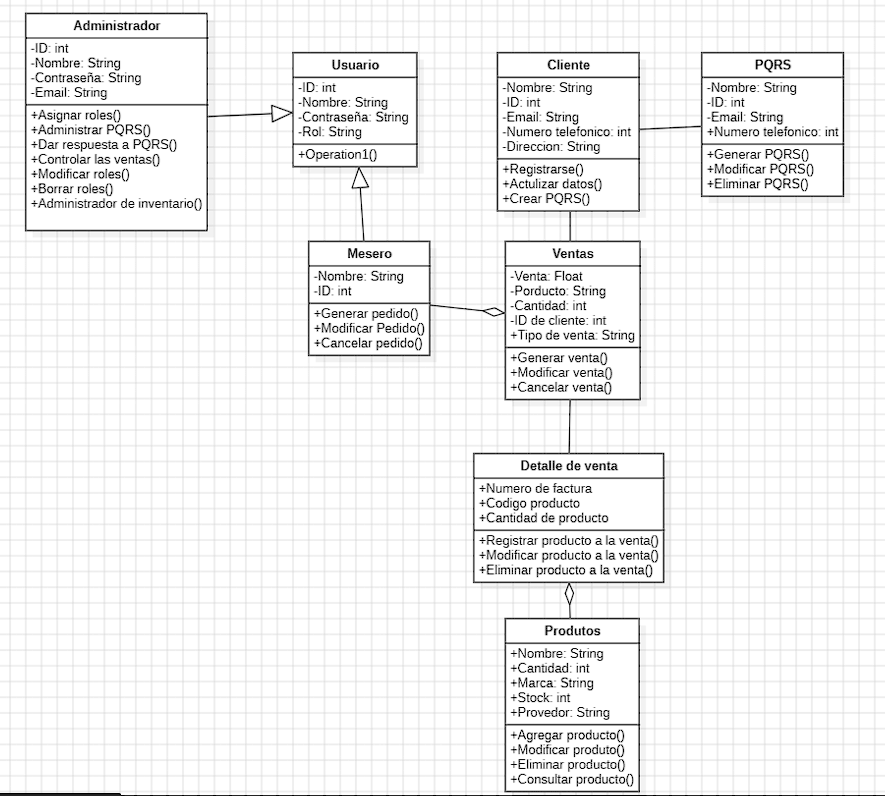 Administrador
-ID: int
-Nombre: String
-Contraseña: String
-Email: String
+Asignar roles()
+Administrar PQRS()
+Dar respuesta a PQRS()
+Controlar las ventas()
+Modificar roles()
+Borrar roles()
+Administrador de inventario()
Usuario
-ID: int
-Nombre: String
-Contraseña: String
-Rol: String
+Operation1()
Cliente
-Nombre: String
-ID: int
-Email: String
-Numero telefonico: int
-Direccion: String
+Registrarse()
+Actulizar datos()
+Crear PQRS()
PQRS
-Nombre: String
-ID: int
-Email: String
+Numero telefonico: int
+Generar PQRS()
+Modificar PQRS()
+Eliminar PQRS()
Mesero
-Nombre: String
-ID: int
+Generar pedido()
+Modificar Pedido()
+Cancelar pedido()
Ventas
-Venta: Float
-Porducto: String
-Cantidad: int
-ID de cliente: int
+Tipo de venta: String
+Generar venta()
+Modificar venta()
+Cancelar venta()
Detalle de venta
+Numero de factura
+Codigo producto
+Cantidad de producto
+Registrar producto a la venta()
+Modificar producto a la venta()
+Eliminar producto a la venta()
Produtos
+Nombre: String
+Cantidad: int
+Marca: String
+Stock: int
+Provedor: String
+Agregar producto()
+Modificar produto()
+Eliminar producto()
+Consultar producto()